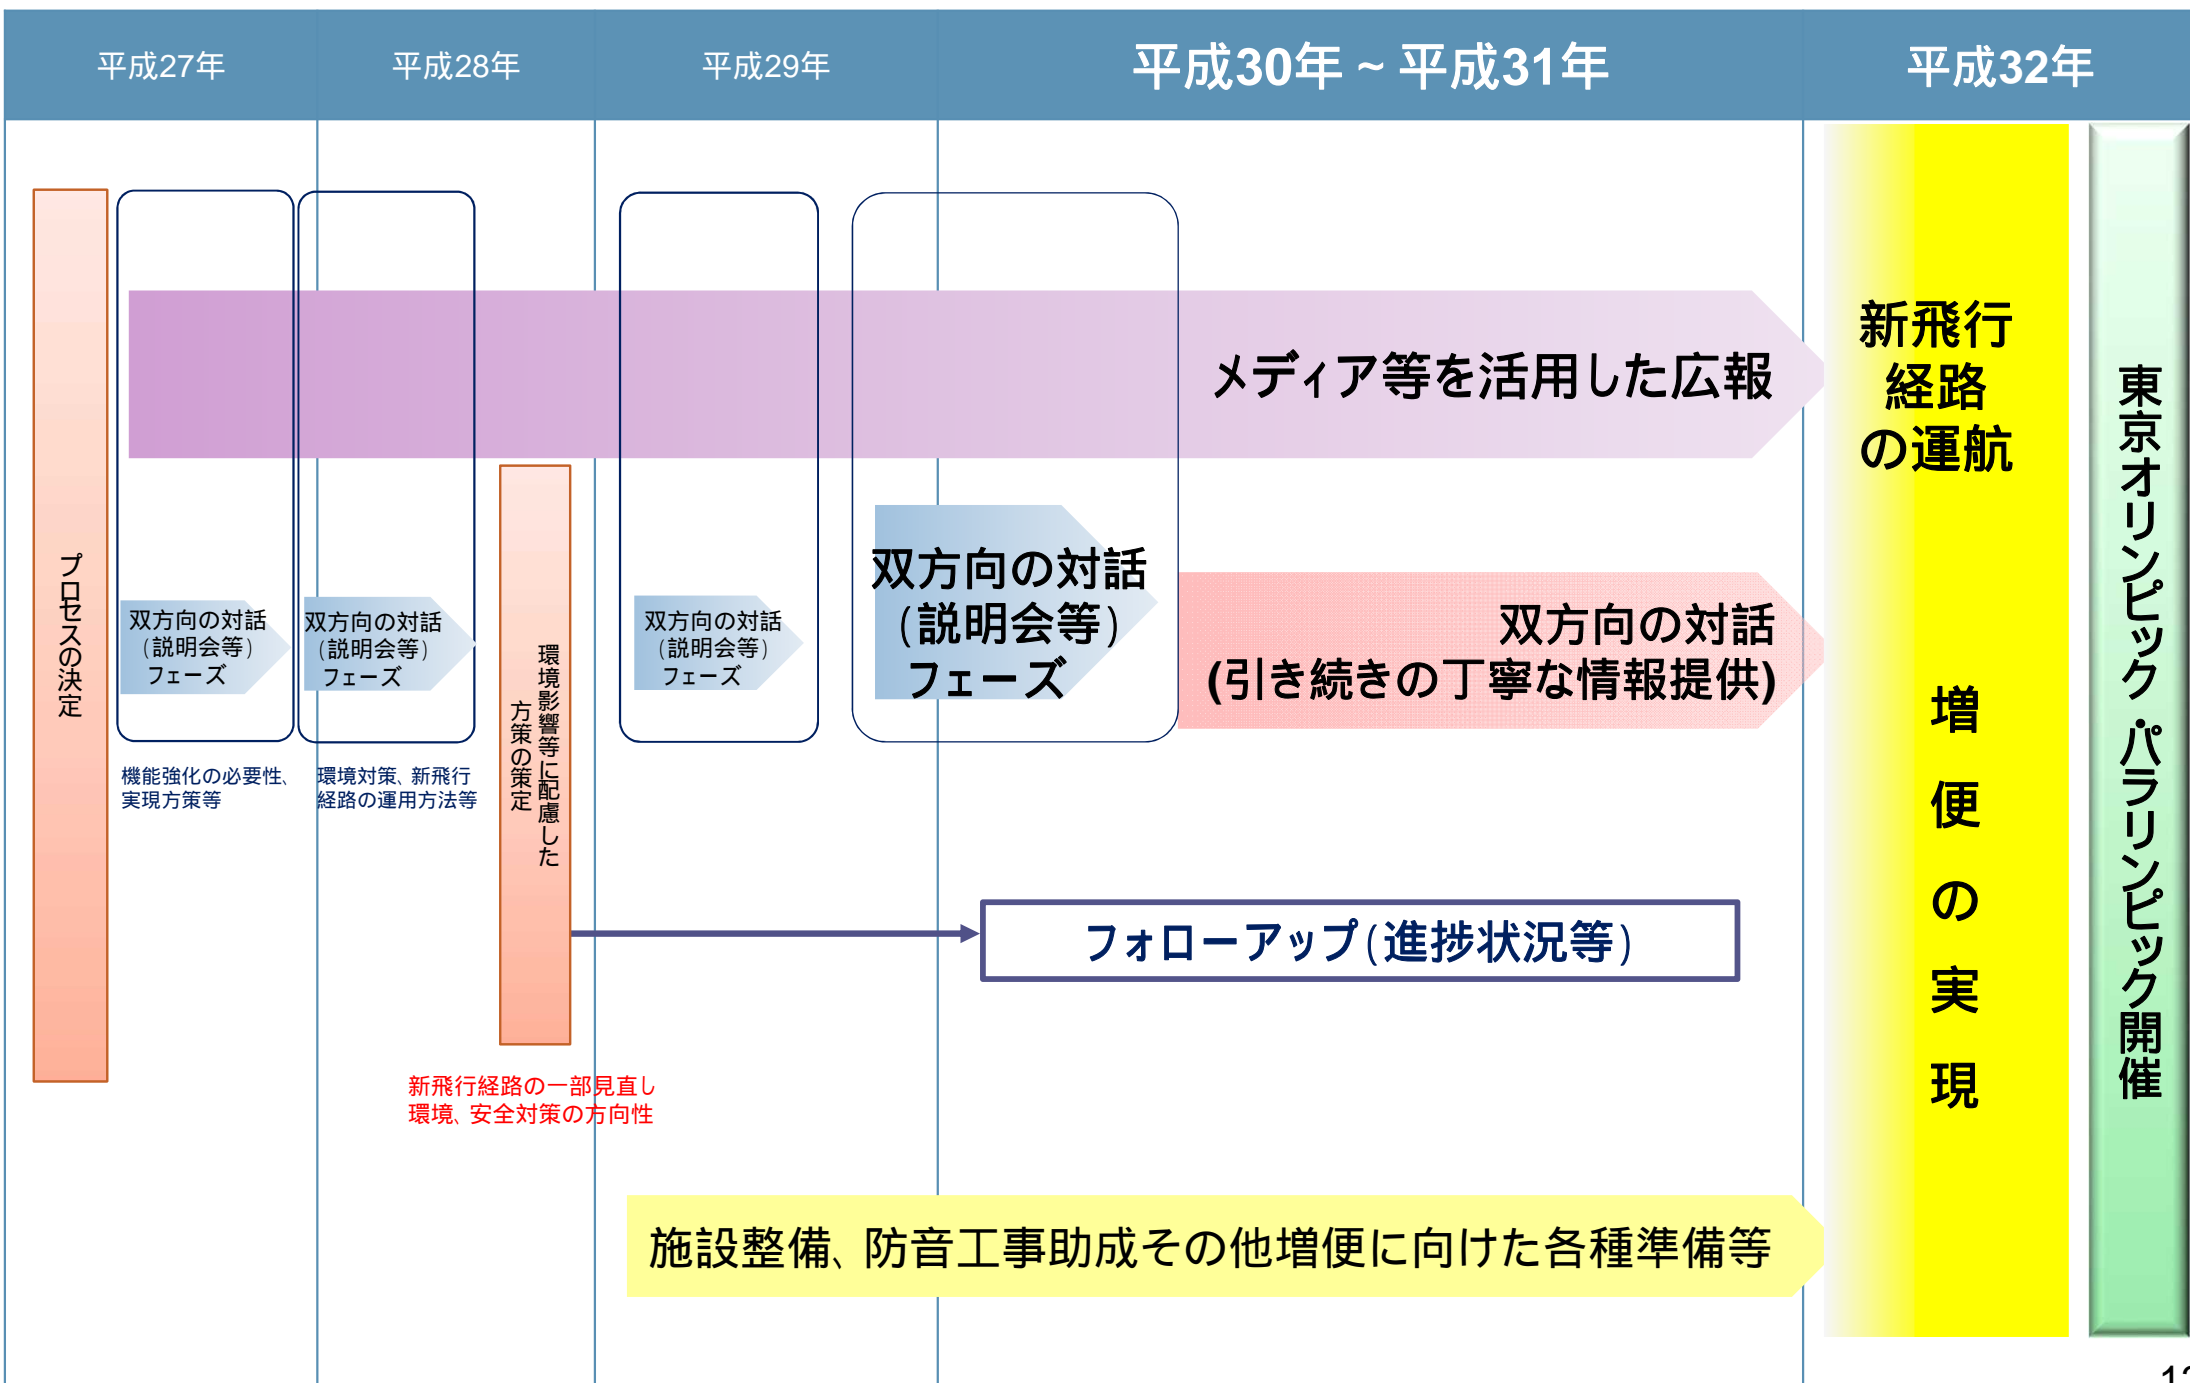 平成27年
平成28年
平成29年
平成30年 ~ 平成31年
平成32年
プロセスの決定
双方向の対話
(説明会等)
フェーズ
機能強化の必要性、
実現方策等
双方向の対話
(説明会等)
フェーズ
環境対策、新飛行
経路の運用方法等
環境影響等に配慮した
方策の策定
新飛行経路の一部見直し
環境、安全対策の方向性
双方向の対話
(説明会等)
フェーズ
双方向の対話
(説明会等)
フェーズ
メディア等を活用した広報
双方向の対話
(引き続きの丁寧な情報提供)
フォローアップ(進捗状況等)
施設整備、防音工事助成その他増便に向けた各種準備等
新飛行
経路
の運航
増便の実現
東京オリンピック・パラリンピック開催